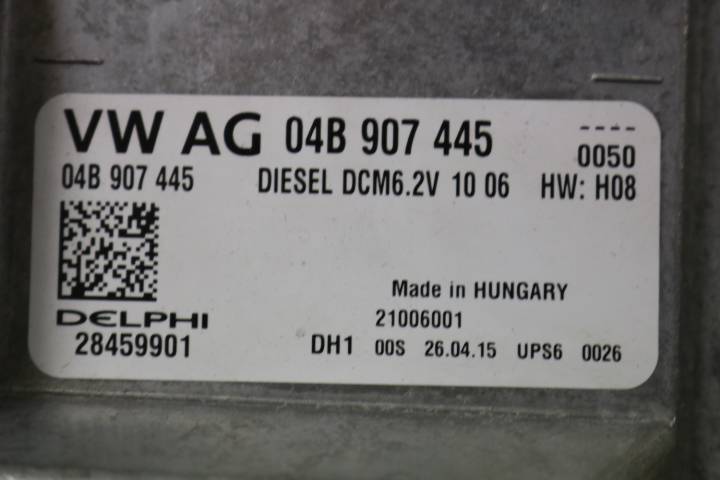 VW AG 04B 907 445 ----
0050
04B 907 445 DIESEL DCM6.2V 10 06 HW: H08
Made in HUNGARY
DELPHI 21006001
28459901 DH1 00S 26.04.15 UPS6 0026